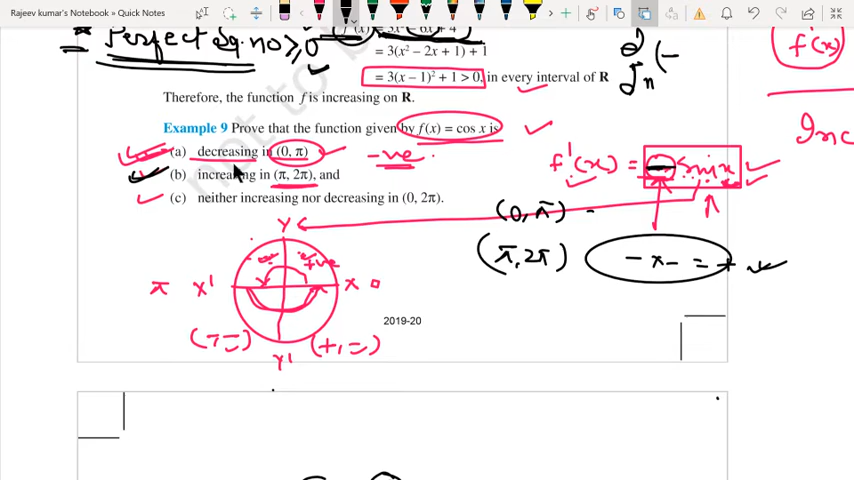 Rajeev kumar's notebook » Quick Notes
Perfect Sq. no ≥ 0
= 3(x² – 2x + 1) + 1
= 3(x – 1)² + 1 > 0, in every interval of R
f'(x)
Therefore, the function f is increasing on R.
Example 9 Prove that the function given by f(x) = cos x is
Inc
(a) decreasing in (0, π)
-ve.
f'(x) = - sin x
(b) increasing in (π, 2π), and
(c) neither increasing nor decreasing in (0, 2π).
(0, π) =
(π, 2π)
- x - = +
Y
+ve
π X' X 0
(+, -)
Y'
2019-20